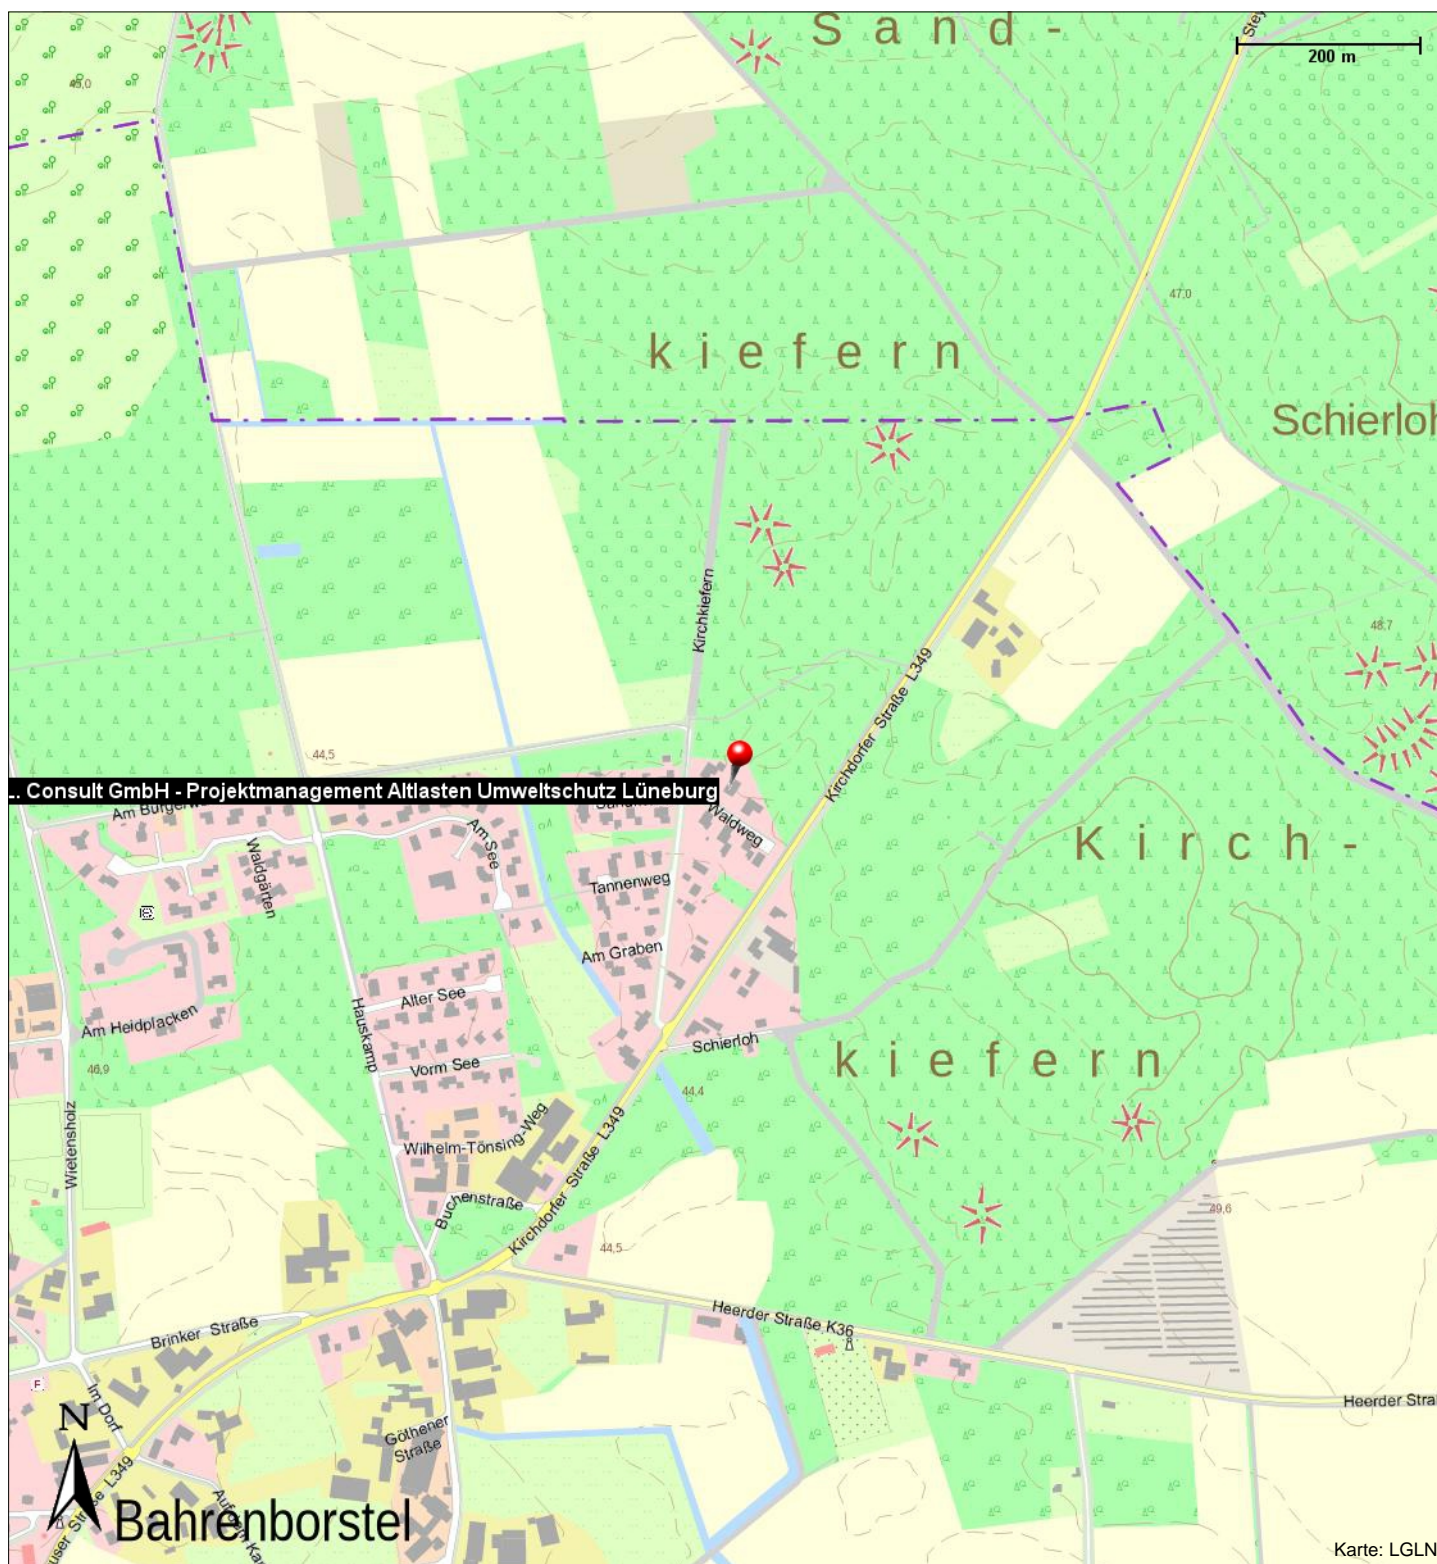 Sand-
200 m
45,0
kiefern
47,0
Schierloh
Kirchkiefern
48,7
Kirchdorfer Straße L349
44,5
. Consult GmbH - Projektmanagement Altlasten Umweltschutz Lüneburg
Am
Waldweg
Am See
Waldgärten
Kirch-
Tannenweg
Am Graben
Alter See
Hauskamp
Am Heidplacken
Schierloh
kiefern
Vorm See
46,9
44,4
Wietensholz
Wilhelm-Tönsing-Weg
Buchenstraße
Kirchdorfer Straße L349
44,5
49,6
Heerder Straße K36
Brinker Straße
F
Im Dorf
Heerder
N
Göthener
Straße
L349
Bahrenborstel
Karte: LGLN